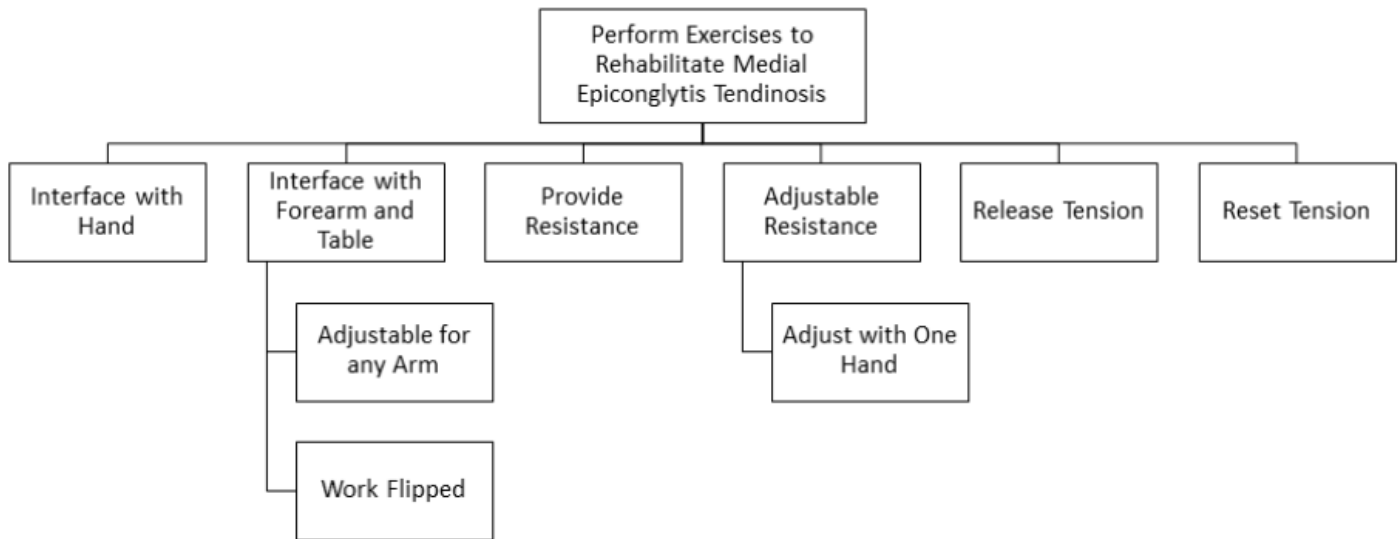 Perform Exercises to
Rehabilitate Medial
Epiconglytis Tendinosis
Interface with
Hand
Interface with
Forearm and
Table
Provide
Resistance
Adjustable
Resistance
Release Tension
Reset Tension
Adjustable for
any Arm
Adjust with One
Hand
Work Flipped